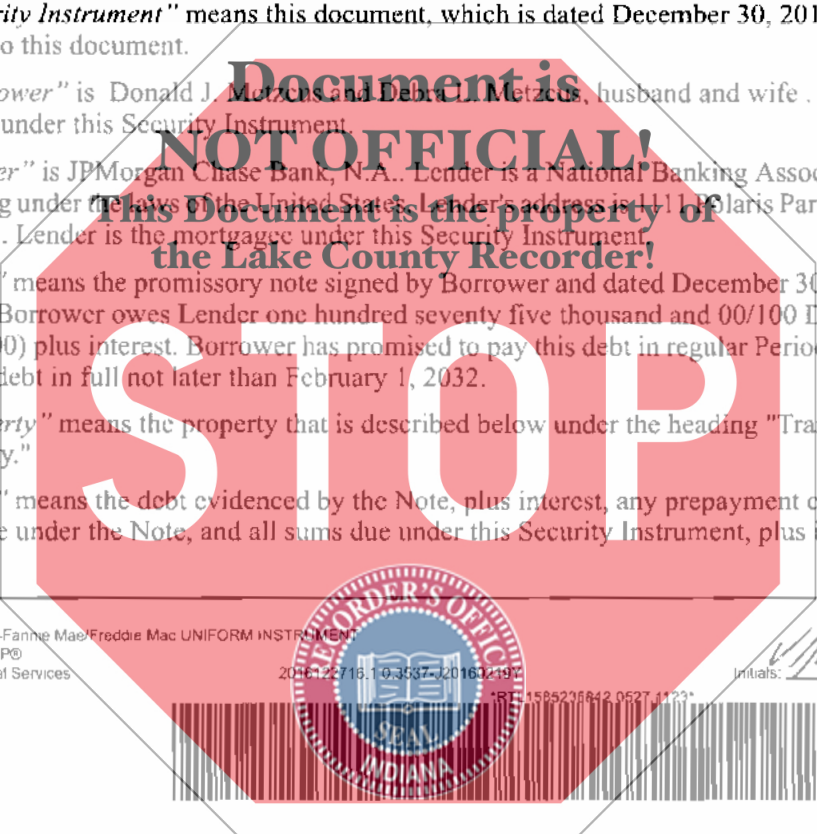 rity Instrument" means this document, which is dated December 30, 201
o this document.
Document is
ower" is Donald J. Metzcus and Debra L. Metzcus, husband and wife .
under this Security Instrument.
NOT OFFICIAL!
er" is JPMorgan Chase Bank, N.A.. Lender is a National Banking Assoc
g under the laws of the United States. Lender's address is 1111 Polaris Par
This Document is the property of
. Lender is the mortgagee under this Security Instrument.
the Lake County Recorder!
" means the promissory note signed by Borrower and dated December 30
Borrower owes Lender one hundred seventy five thousand and 00/100 D
00) plus interest. Borrower has promised to pay this debt in regular Period
debt in full not later than February 1, 2032.
STOP
erty" means the property that is described below under the heading "Tra
y."
" means the debt evidenced by the Note, plus interest, any prepayment c
e under the Note, and all sums due under this Security Instrument, plus i
RECORDER'S OFFICE
-Fannie Mae/Freddie Mac UNIFORM INSTRUMENT
P®
al Services
2016122716.1.0.3537-J20160219Y
Initials:
SEAL
INDIANA